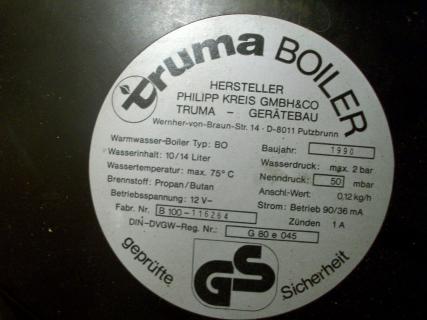 truma BOILER
HERSTELLER
PHILIPP KREIS GMBH&CO
TRUMA - GERÄTEBAU
Wernher-von-Braun-Str. 14 - D-8011 Putzbrunn
Warmwasser-Boiler Typ: BO
Baujahr: 1990
Wasserinhalt: 10/14 Liter
Wasserdruck: max. 2 bar
Wassertemperatur: max. 75° C
Nenndruck: 50 mbar
Brennstoff: Propan/Butan
Anschl-Wert: 0,12 kg/h
Betriebsspannung: 12 V–
Strom: Betrieb 90/36 mA
Fabr. Nr. B 100-116264
Zünden 1 A
DIN-DVGW-Reg. Nr.: G 80 e 045
geprüfte GS Sicherheit